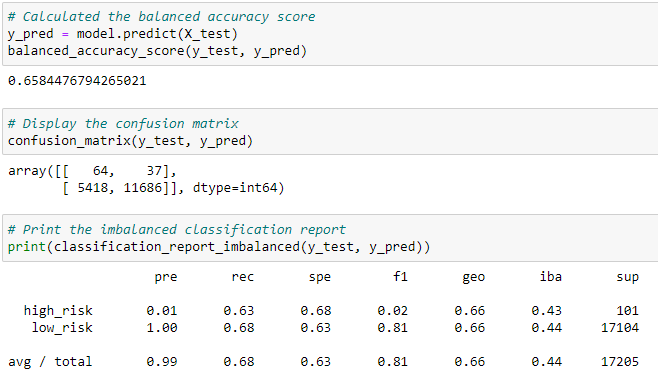 # Calculated the balanced accuracy score
y_pred = model.predict(X_test)
balanced_accuracy_score(y_test, y_pred)
0.6584476794265021
# Display the confusion matrix
confusion_matrix(y_test, y_pred)
array([[   64,    37],
       [ 5418, 11686]], dtype=int64)
# Print the imbalanced classification report
print(classification_report_imbalanced(y_test, y_pred))
                   pre       rec       spe        f1       geo       iba       sup
  high_risk       0.01      0.63      0.68      0.02      0.66      0.43       101
   low_risk       1.00      0.68      0.63      0.81      0.66      0.44     17104
avg / total       0.99      0.68      0.63      0.81      0.66      0.44     17205